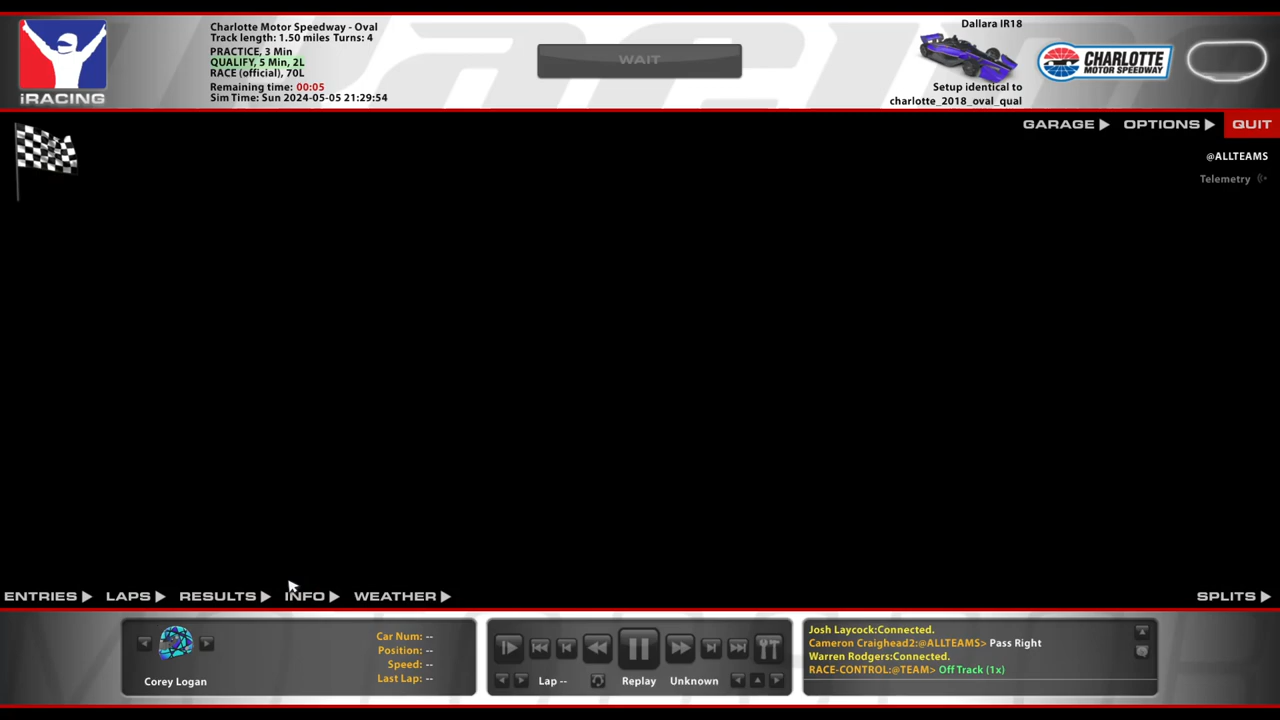 iRACING
Charlotte Motor Speedway - Oval
Track length: 1.50 miles Turns: 4
PRACTICE, 3 Min
QUALIFY, 5 Min, 2L
RACE (official), 70L
Remaining time: 00:05
Sim Time: Sun 2024-05-05 21:29:54
WAIT
Dallara IR18
Setup identical to
charlotte_2018_oval_qual
CHARLOTTE
MOTOR SPEEDWAY
GARAGE
OPTIONS
QUIT
@ALLTEAMS
Telemetry
ENTRIES
LAPS
RESULTS
INFO
WEATHER
SPLITS
Corey Logan
Car Num: --
Position: --
Speed: --
Last Lap: --
Lap --
Replay
Unknown
Josh Laycock:Connected.
Cameron Craighead2:@ALLTEAMS> Pass Right
Warren Rodgers:Connected.
RACE-CONTROL:@TEAM> Off Track (1x)